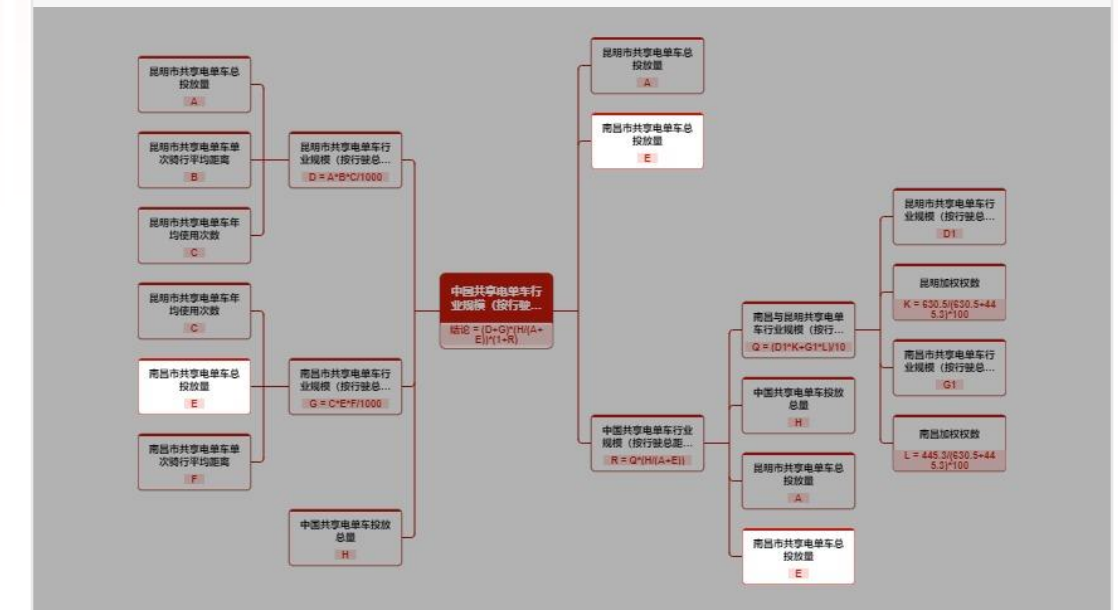 昆明市共享电单车总
投放量
A
昆明市共享电单车单
次骑行平均距离
B
昆明市共享电单车年
均使用次数
C
昆明市共享电单车行
业规模（按行驶总...
D = A*B*C/1000
昆明市共享电单车年
均使用次数
C
南昌市共享电单车总
投放量
E
南昌市共享电单车单
次骑行平均距离
F
南昌市共享电单车行
业规模（按行驶总...
G = C*E*F/1000
中国共享电单车投放
总量
H
中国共享电单车行
业规模（按行驶...
结论 = (D+G)*(H/(A+
E))*(1+R)
昆明市共享电单车总
投放量
A
南昌市共享电单车总
投放量
E
中国共享电单车行业
规模（按行驶总距...
R = Q*(H/(A+E))
南昌与昆明共享电单
车行业规模（按行...
Q = (D1*K+G1*L)/10
中国共享电单车投放
总量
H
昆明市共享电单车总
投放量
A
南昌市共享电单车总
投放量
E
昆明市共享电单车行
业规模（按行驶总...
D1
昆明加权权数
K = 630.5/(630.5+44
5.3)*100
南昌市共享电单车行
业规模（按行驶总...
G1
南昌加权权数
L = 445.3/(630.5+44
5.3)*100